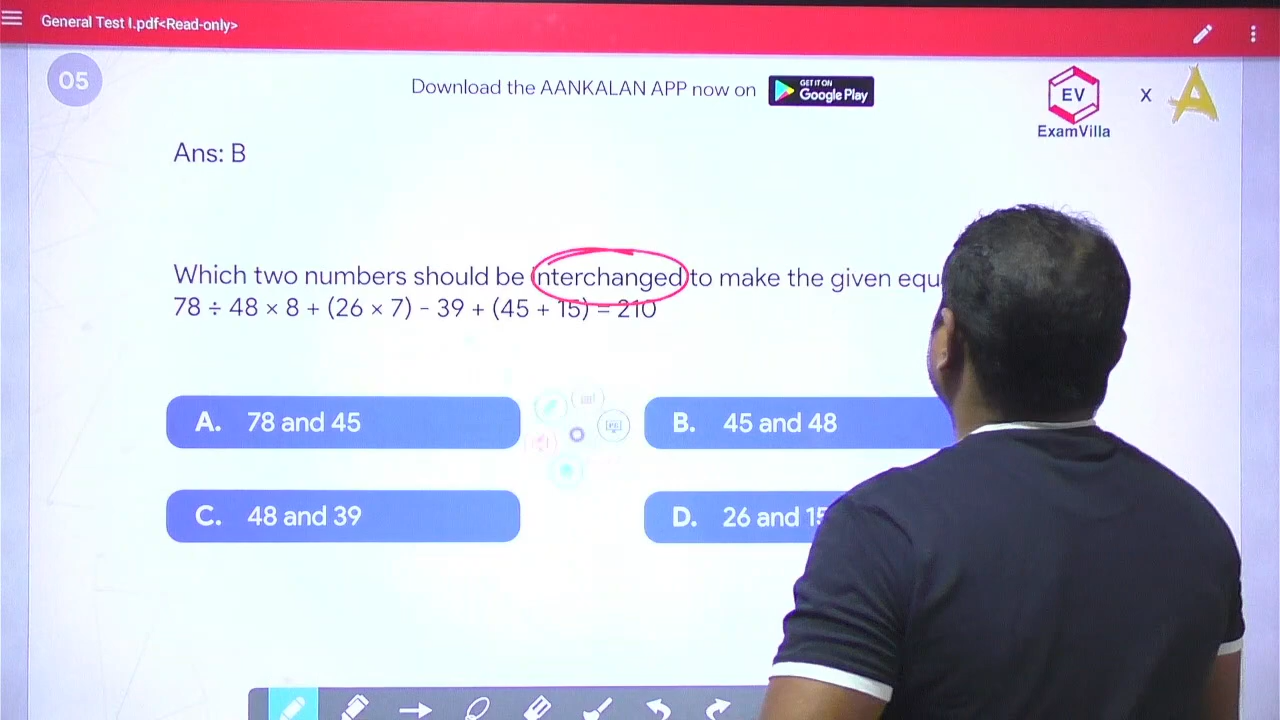 General Test I.pdf<Read-only>
05
Download the AANKALAN APP now on
GET IT ON
Google Play
EV
ExamVilla
X
A
Ans: B
Which two numbers should be interchanged to make the given equ
78 ÷ 48 × 8 + (26 × 7) - 39 + (45 + 15) = 210
A. 78 and 45
B. 45 and 48
C. 48 and 39
D. 26 and 15